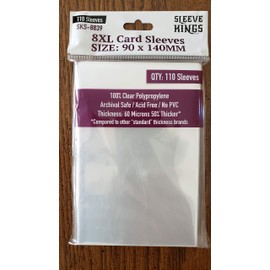 110 Sleeves
SKS-8839
SLEEVE KINGS
8XL Card Sleeves
SIZE: 90 x 140MM
QTY: 110 Sleeves
100% Clear Polypropylene
Archival Safe / Acid Free / No PVC
Thickness: 60 Microns 50% Thicker*
*Compared to other "standard" thickness brands